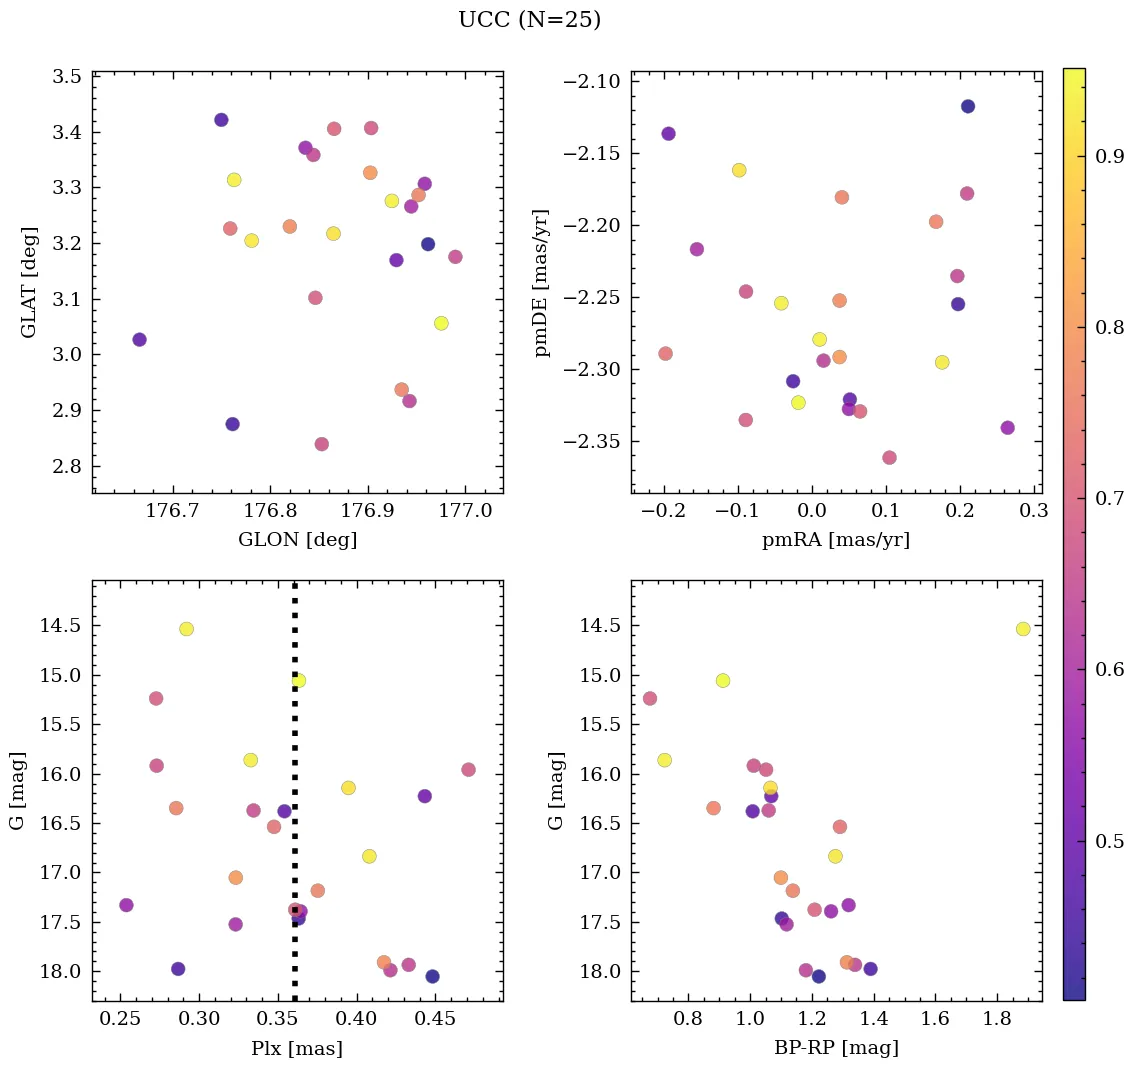 UCC (N=25)
3.5
3.4
3.3
3.2
3.1
3.0
2.9
2.8
GLAT [deg]
176.7 176.8 176.9 177.0
GLON [deg]
−2.10
−2.15
−2.20
−2.25
−2.30
−2.35
pmDE [mas/yr]
−0.2 −0.1 0.0 0.1 0.2 0.3
pmRA [mas/yr]
14.5
15.0
15.5
16.0
16.5
17.0
17.5
18.0
G [mag]
0.25 0.30 0.35 0.40 0.45
Plx [mas]
14.5
15.0
15.5
16.0
16.5
17.0
17.5
18.0
G [mag]
0.8 1.0 1.2 1.4 1.6 1.8
BP-RP [mag]
0.9
0.8
0.7
0.6
0.5